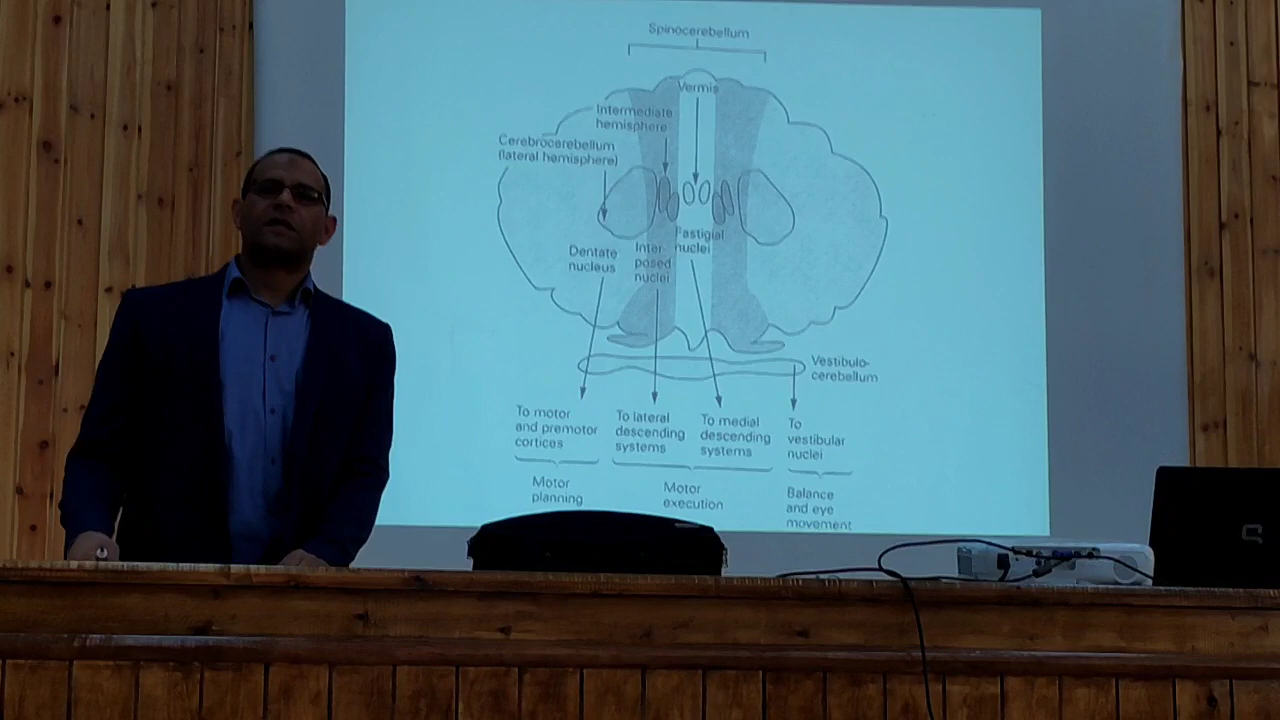 Spinocerebellum
Vermis
Intermediate
hemisphere
Cerebrocerebellum
(lateral hemisphere)
Fastigial
nuclei
Inter-
posed
nuclei
Dentate
nucleus
Vestibulo-
cerebellum
To motor
and premotor
cortices
To lateral
descending
systems
To medial
descending
systems
To
vestibular
nuclei
Motor
planning
Motor
execution
Balance
and eye
movement